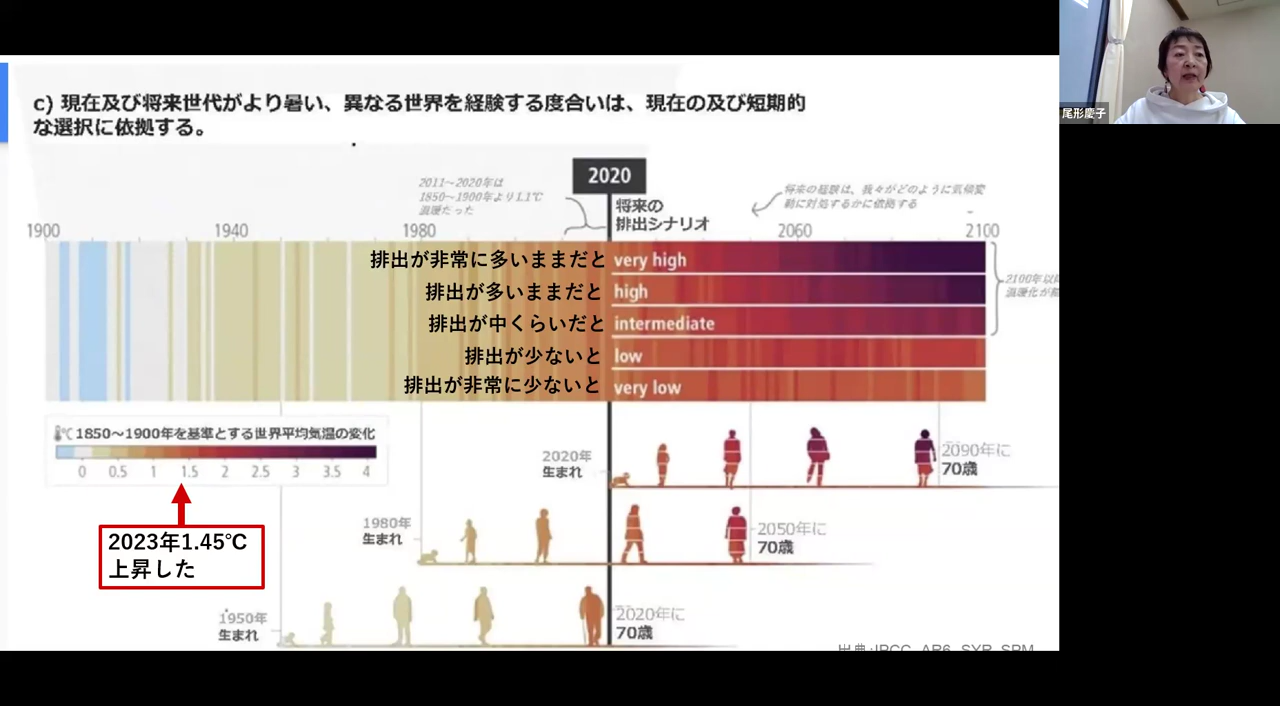 尾形慶子
c) 現在及び将来世代がより暑い、異なる世界を経験する度合いは、現在の及び短期的
な選択に依拠する。
2020
2011～2020年は
1850～1900年より1.1℃
温暖だった
将来の
排出シナリオ
将来の経験は、我々がどのように気候変
動に対処するかに依拠する
1900
1940
1980
2060
2100
排出が非常に多いままだと very high
排出が多いままだと high
排出が中くらいだと intermediate
排出が少ないと low
排出が非常に少ないと very low
2100年以
温暖化が
℃ 1850～1900年を基準とする世界平均気温の変化
0 0.5 1 1.5 2 2.5 3 3.5 4
2023年1.45℃
上昇した
2020年
生まれ
2090年に
70歳
1980年
生まれ
2050年に
70歳
1950年
生まれ
2020年に
70歳
出典:IPCC AR6 SYR SPM